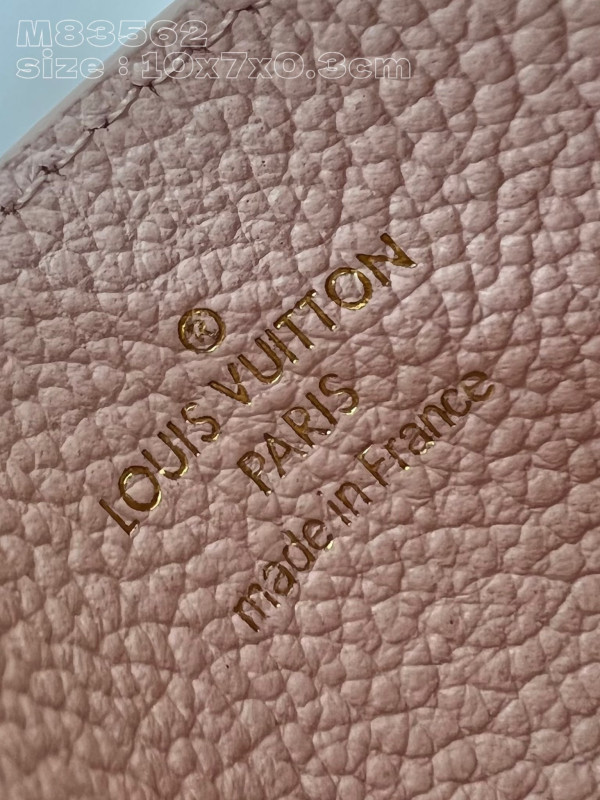 M83562
size : 10x7x0.3cm
®
LOUIS VUITTON
PARIS
made in France